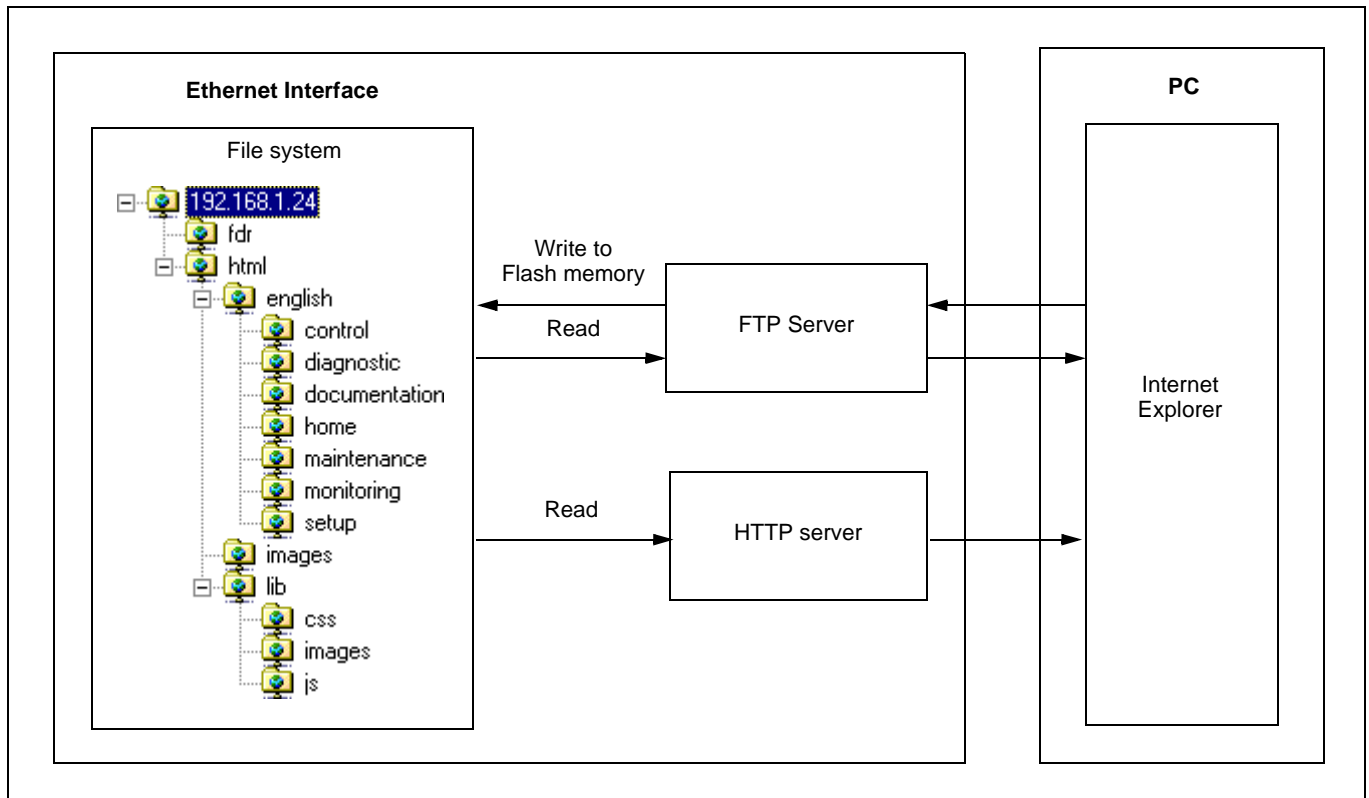 Ethernet Interface
PC
File system
192.168.1.24
fdr
html
english
control
diagnostic
documentation
home
maintenance
monitoring
setup
images
lib
css
images
js
Write to
Flash memory
Read
FTP Server
Read
HTTP server
Internet
Explorer